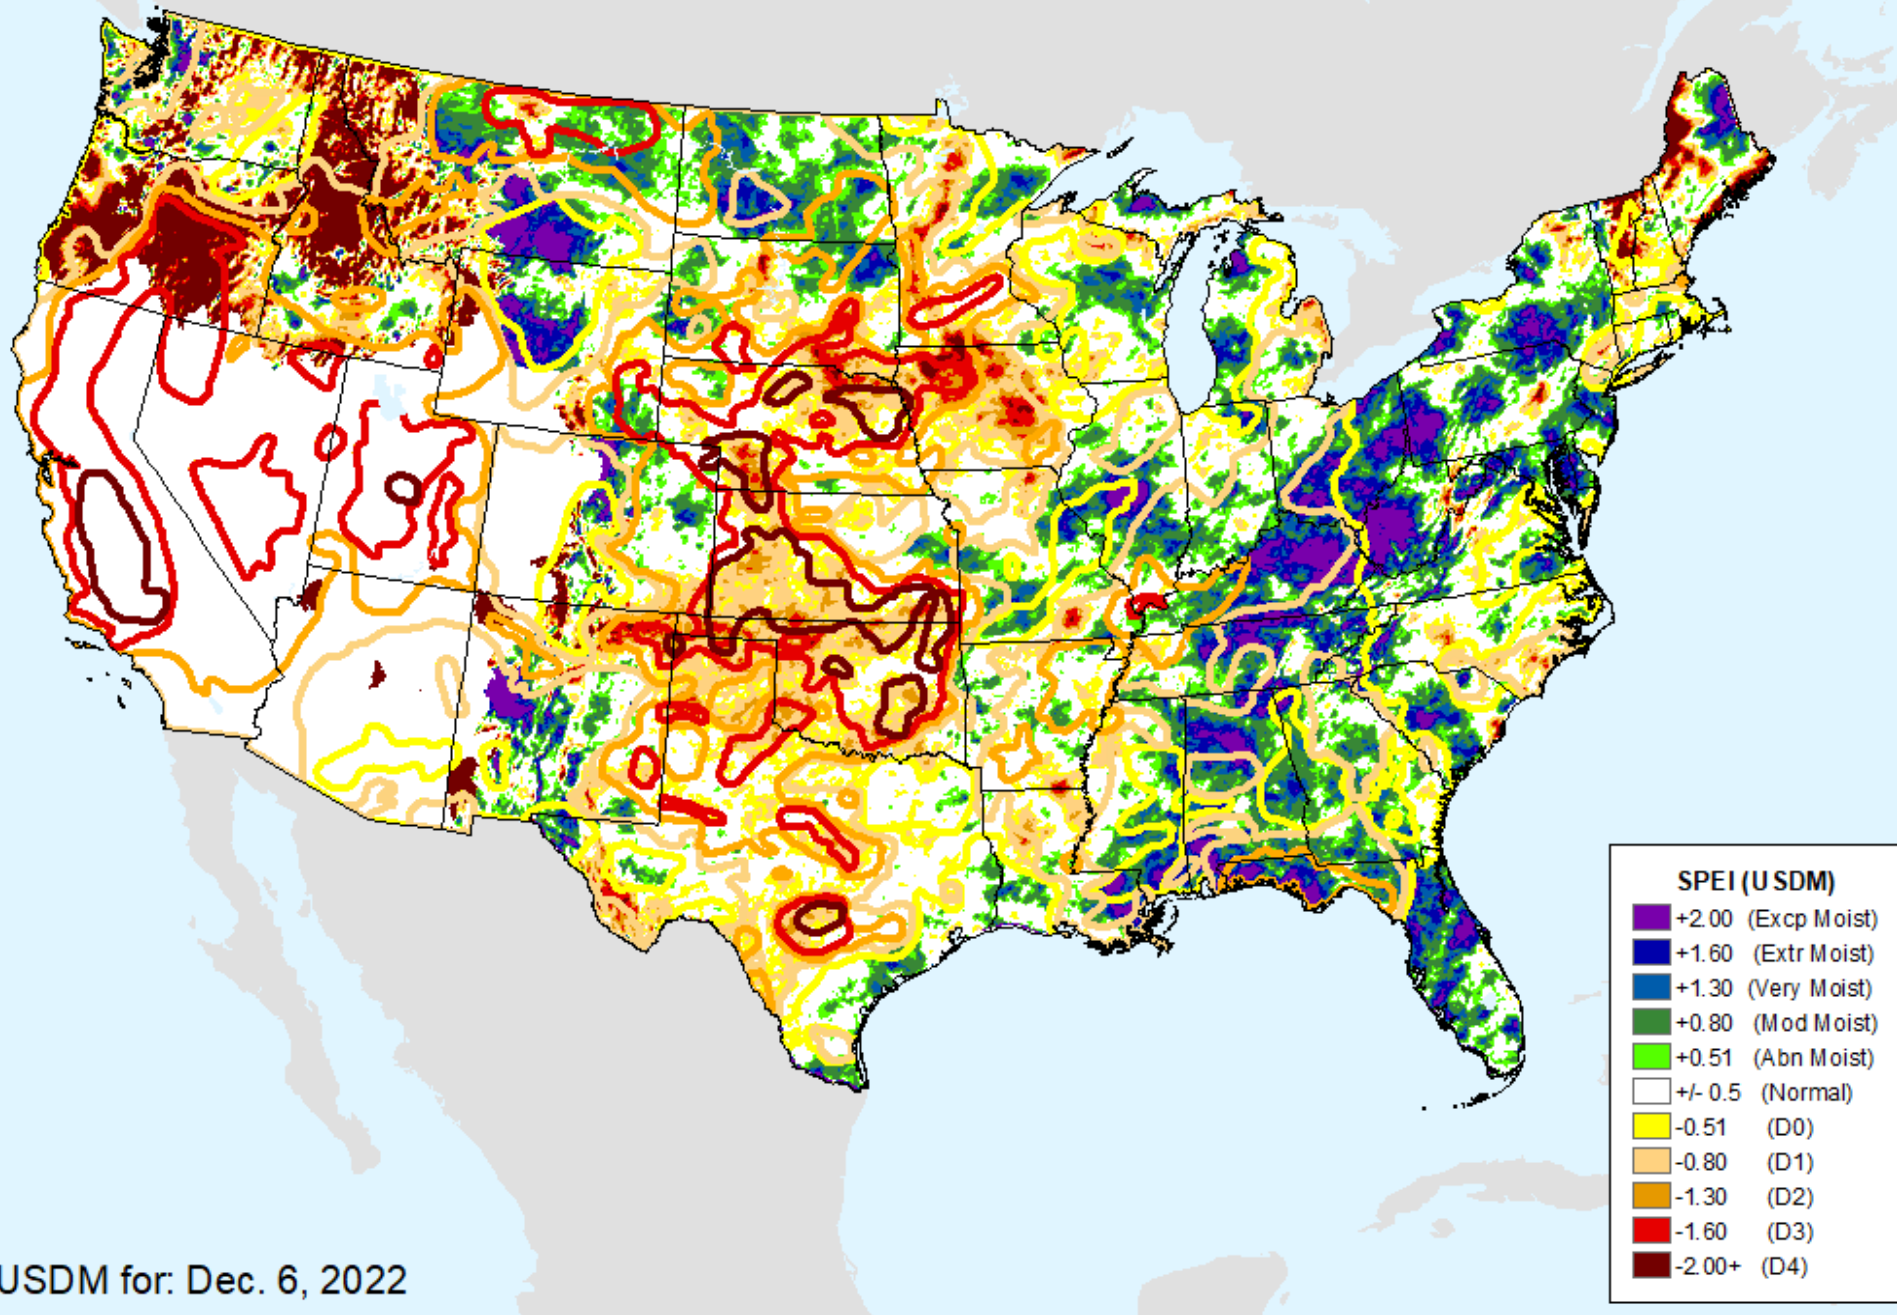 SPEI (USDM)
+2.00 (Excp Moist)
+1.60 (Extr Moist)
+1.30 (Very Moist)
+0.80 (Mod Moist)
+0.51 (Abn Moist)
+/- 0.5 (Normal)
-0.51 (D0)
-0.80 (D1)
-1.30 (D2)
-1.60 (D3)
-2.00+ (D4)
USDM for: Dec. 6, 2022